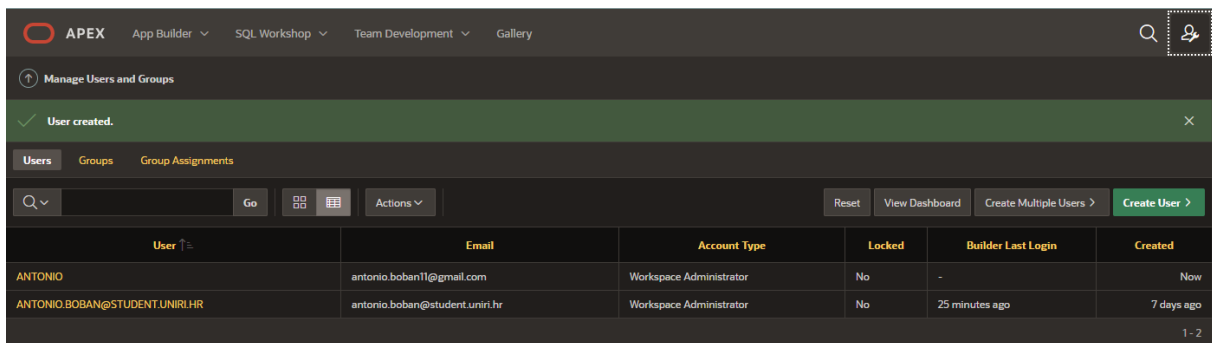 APEX App Builder SQL Workshop Team Development Gallery
Manage Users and Groups
User created.
Users Groups Group Assignments
Go Actions Reset View Dashboard Create Multiple Users > Create User >
User Email Account Type Locked Builder Last Login Created
ANTONIO antonio.boban11@gmail.com Workspace Administrator No - Now
ANTONIO.BOBAN@STUDENT.UNIRI.HR antonio.boban@student.uniri.hr Workspace Administrator No 25 minutes ago 7 days ago
1 - 2